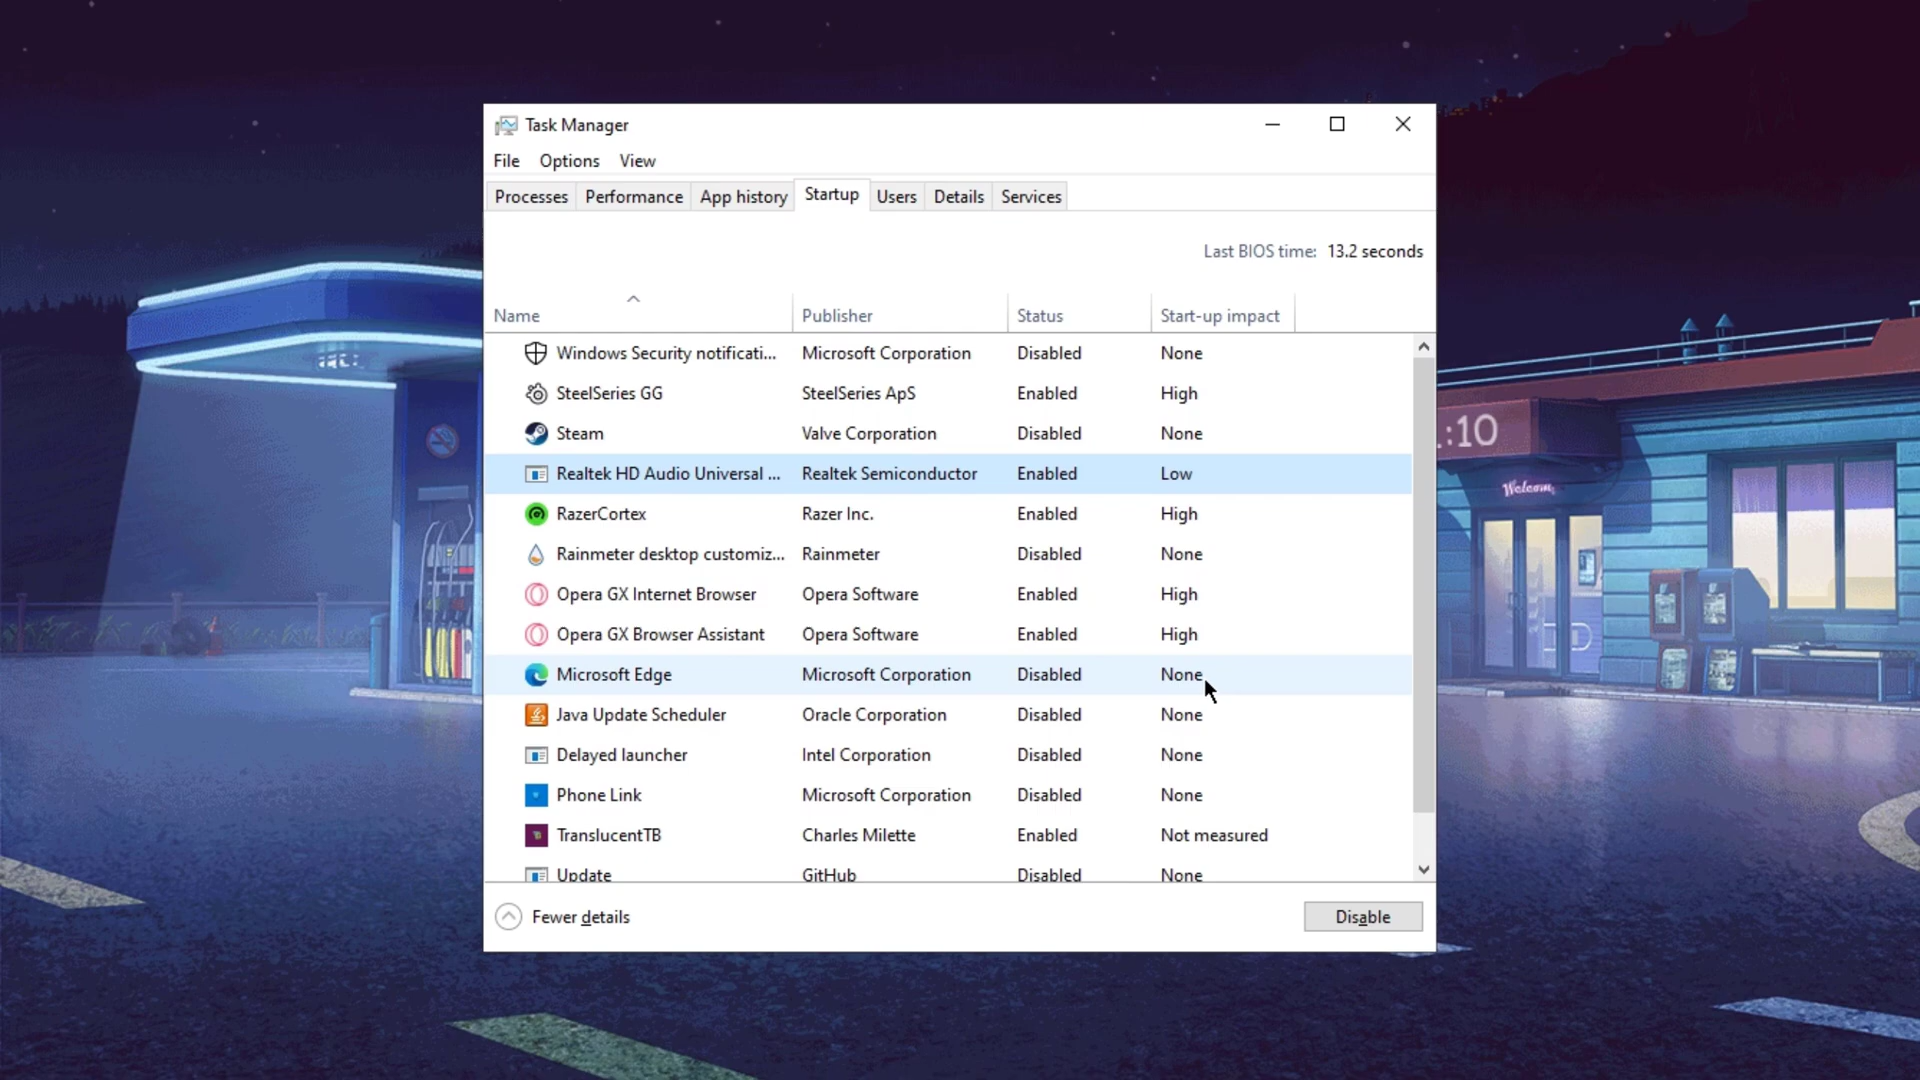 Task Manager
File Options View
Processes Performance App history Startup Users Details Services
Last BIOS time: 13.2 seconds
Name Publisher Status Start-up impact
Windows Security notificati... Microsoft Corporation Disabled None
SteelSeries GG SteelSeries ApS Enabled High
Steam Valve Corporation Disabled None
Realtek HD Audio Universal ... Realtek Semiconductor Enabled Low
RazerCortex Razer Inc. Enabled High
Rainmeter desktop customiz... Rainmeter Disabled None
Opera GX Internet Browser Opera Software Enabled High
Opera GX Browser Assistant Opera Software Enabled High
Microsoft Edge Microsoft Corporation Disabled None
Java Update Scheduler Oracle Corporation Disabled None
Delayed launcher Intel Corporation Disabled None
Phone Link Microsoft Corporation Disabled None
TranslucentTB Charles Milette Enabled Not measured
Update GitHub Disabled None
Fewer details Disable
:10
Welcom